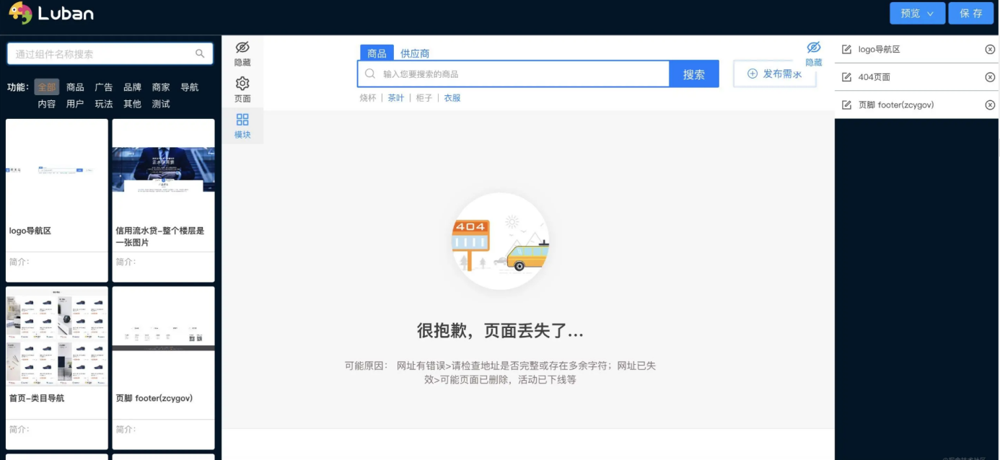 Luban
预览
保 存
通过组件名称搜索
功能： 全部 商品 广告 品牌 商家 导航
内容 用户 玩法 其他 测试
logo导航区
简介：
信用流水贷-整个楼层是
一张图片
简介：
首页-类目导航
简介：
页脚 footer(zcygov)
简介：
隐藏
页面
模块
商品 供应商
输入您要搜索的商品
搜索
发布需求
隐藏
烧杯 | 茶叶 | 柜子 | 衣服
404
很抱歉，页面丢失了...
可能原因： 网址有错误>请检查地址是否完整或存在多余字符；网址已失
效>可能页面已删除，活动已下线等
logo导航区
404页面
页脚 footer(zcygov)